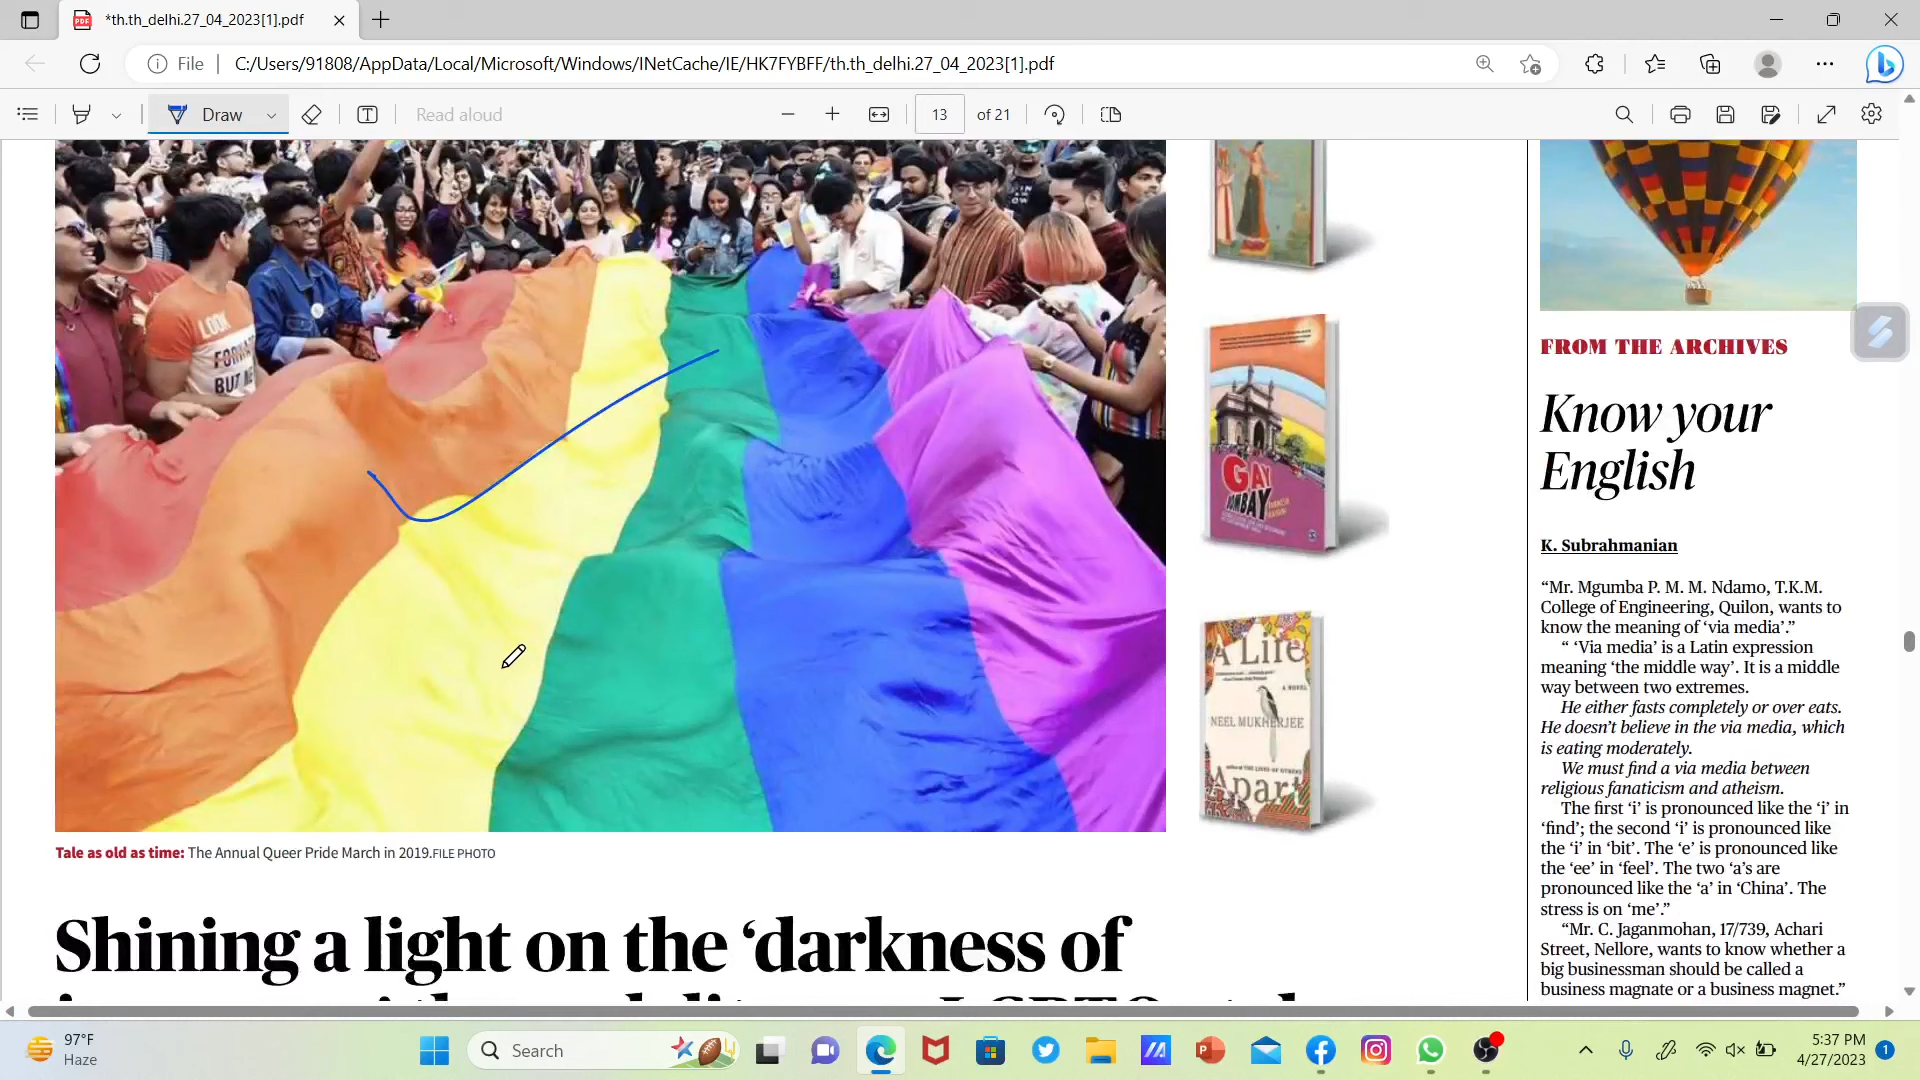 *th.th_delhi.27_04_2023[1].pdf
File
C:/Users/91808/AppData/Local/Microsoft/Windows/INetCache/IE/HK7FYBFF/th.th_delhi.27_04_2023[1].pdf
Draw
Read aloud
13
of 21
LOOK
BUT ME
GAY
BOMBAY
A Life
A NOVEL
NEEL MUKHERJEE
Apart
Tale as old as time: The Annual Queer Pride March in 2019.FILE PHOTO
Shining a light on the ‘darkness of
FROM THE ARCHIVES
Know your
English
K. Subrahmanian
“Mr. Mgumba P. M. M. Ndamo, T.K.M.
College of Engineering, Quilon, wants to
know the meaning of ‘via media’.”
“ ‘Via media’ is a Latin expression
meaning ‘the middle way’. It is a middle
way between two extremes.
He either fasts completely or over eats.
He doesn’t believe in the via media, which
is eating moderately.
We must find a via media between
religious fanaticism and atheism.
The first ‘i’ is pronounced like the ‘i’ in
‘find’; the second ‘i’ is pronounced like
the ‘i’ in ‘bit’. The ‘e’ is pronounced like
the ‘ee’ in ‘feel’. The two ‘a’s are
pronounced like the ‘a’ in ‘China’. The
stress is on ‘me’.”
“Mr. C. Jaganmohan, 17/739, Achari
Street, Nellore, wants to know whether a
big businessman should be called a
business magnate or a business magnet.”
97°F
Haze
Search
5:37 PM
4/27/2023
1